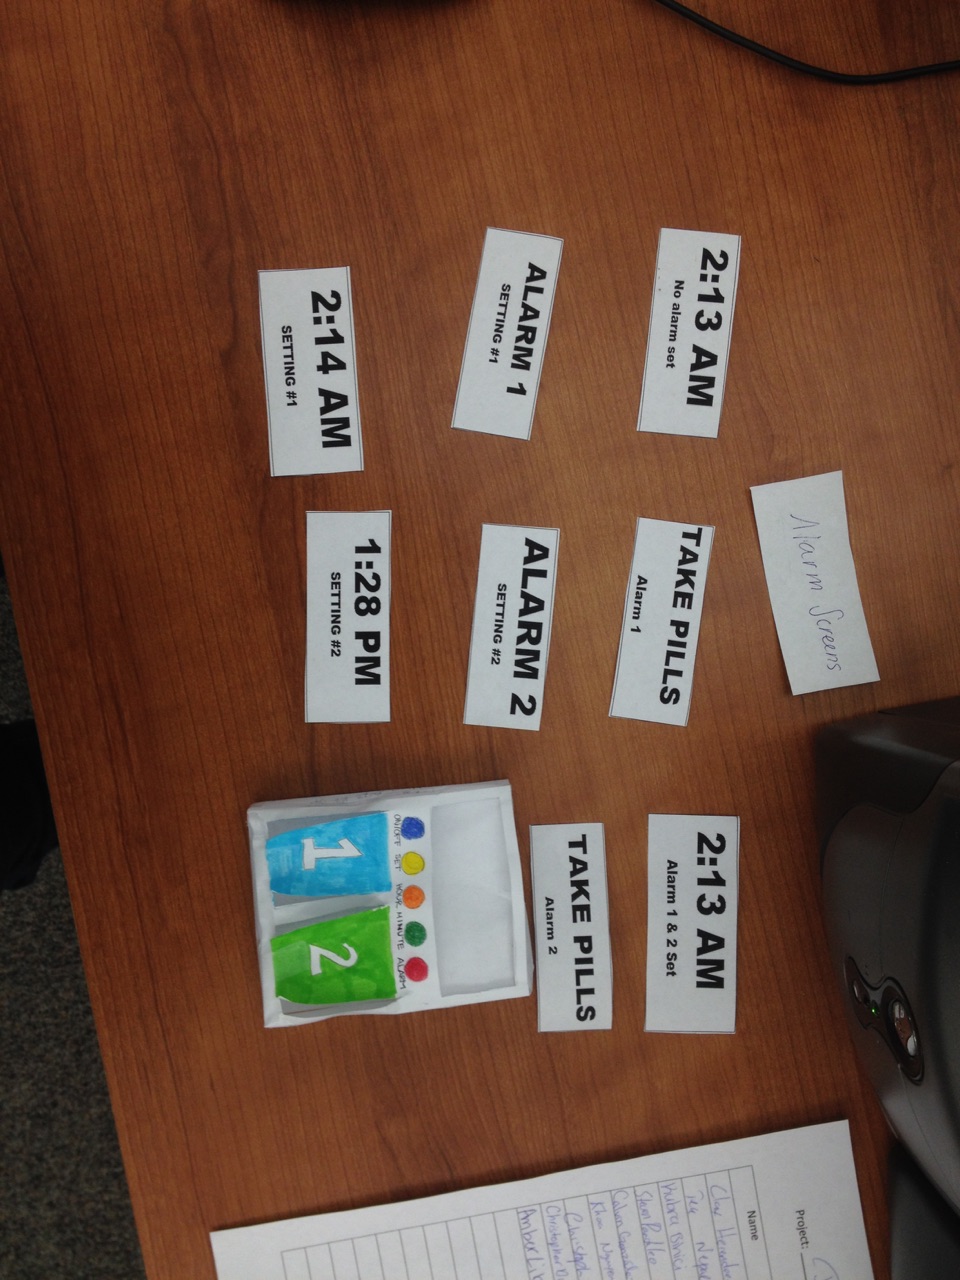 Alarm Screens
2:13 AM
No alarm set
TAKE PILLS
Alarm 1
2:13 AM
Alarm 1 & 2 Set
ALARM 1
SETTING #1
ALARM 2
SETTING #2
TAKE PILLS
Alarm 2
2:14 AM
SETTING #1
1:28 PM
SETTING #2
ON/OFF SET HOUR MINUTE ALARM
1
2
Project:
Name